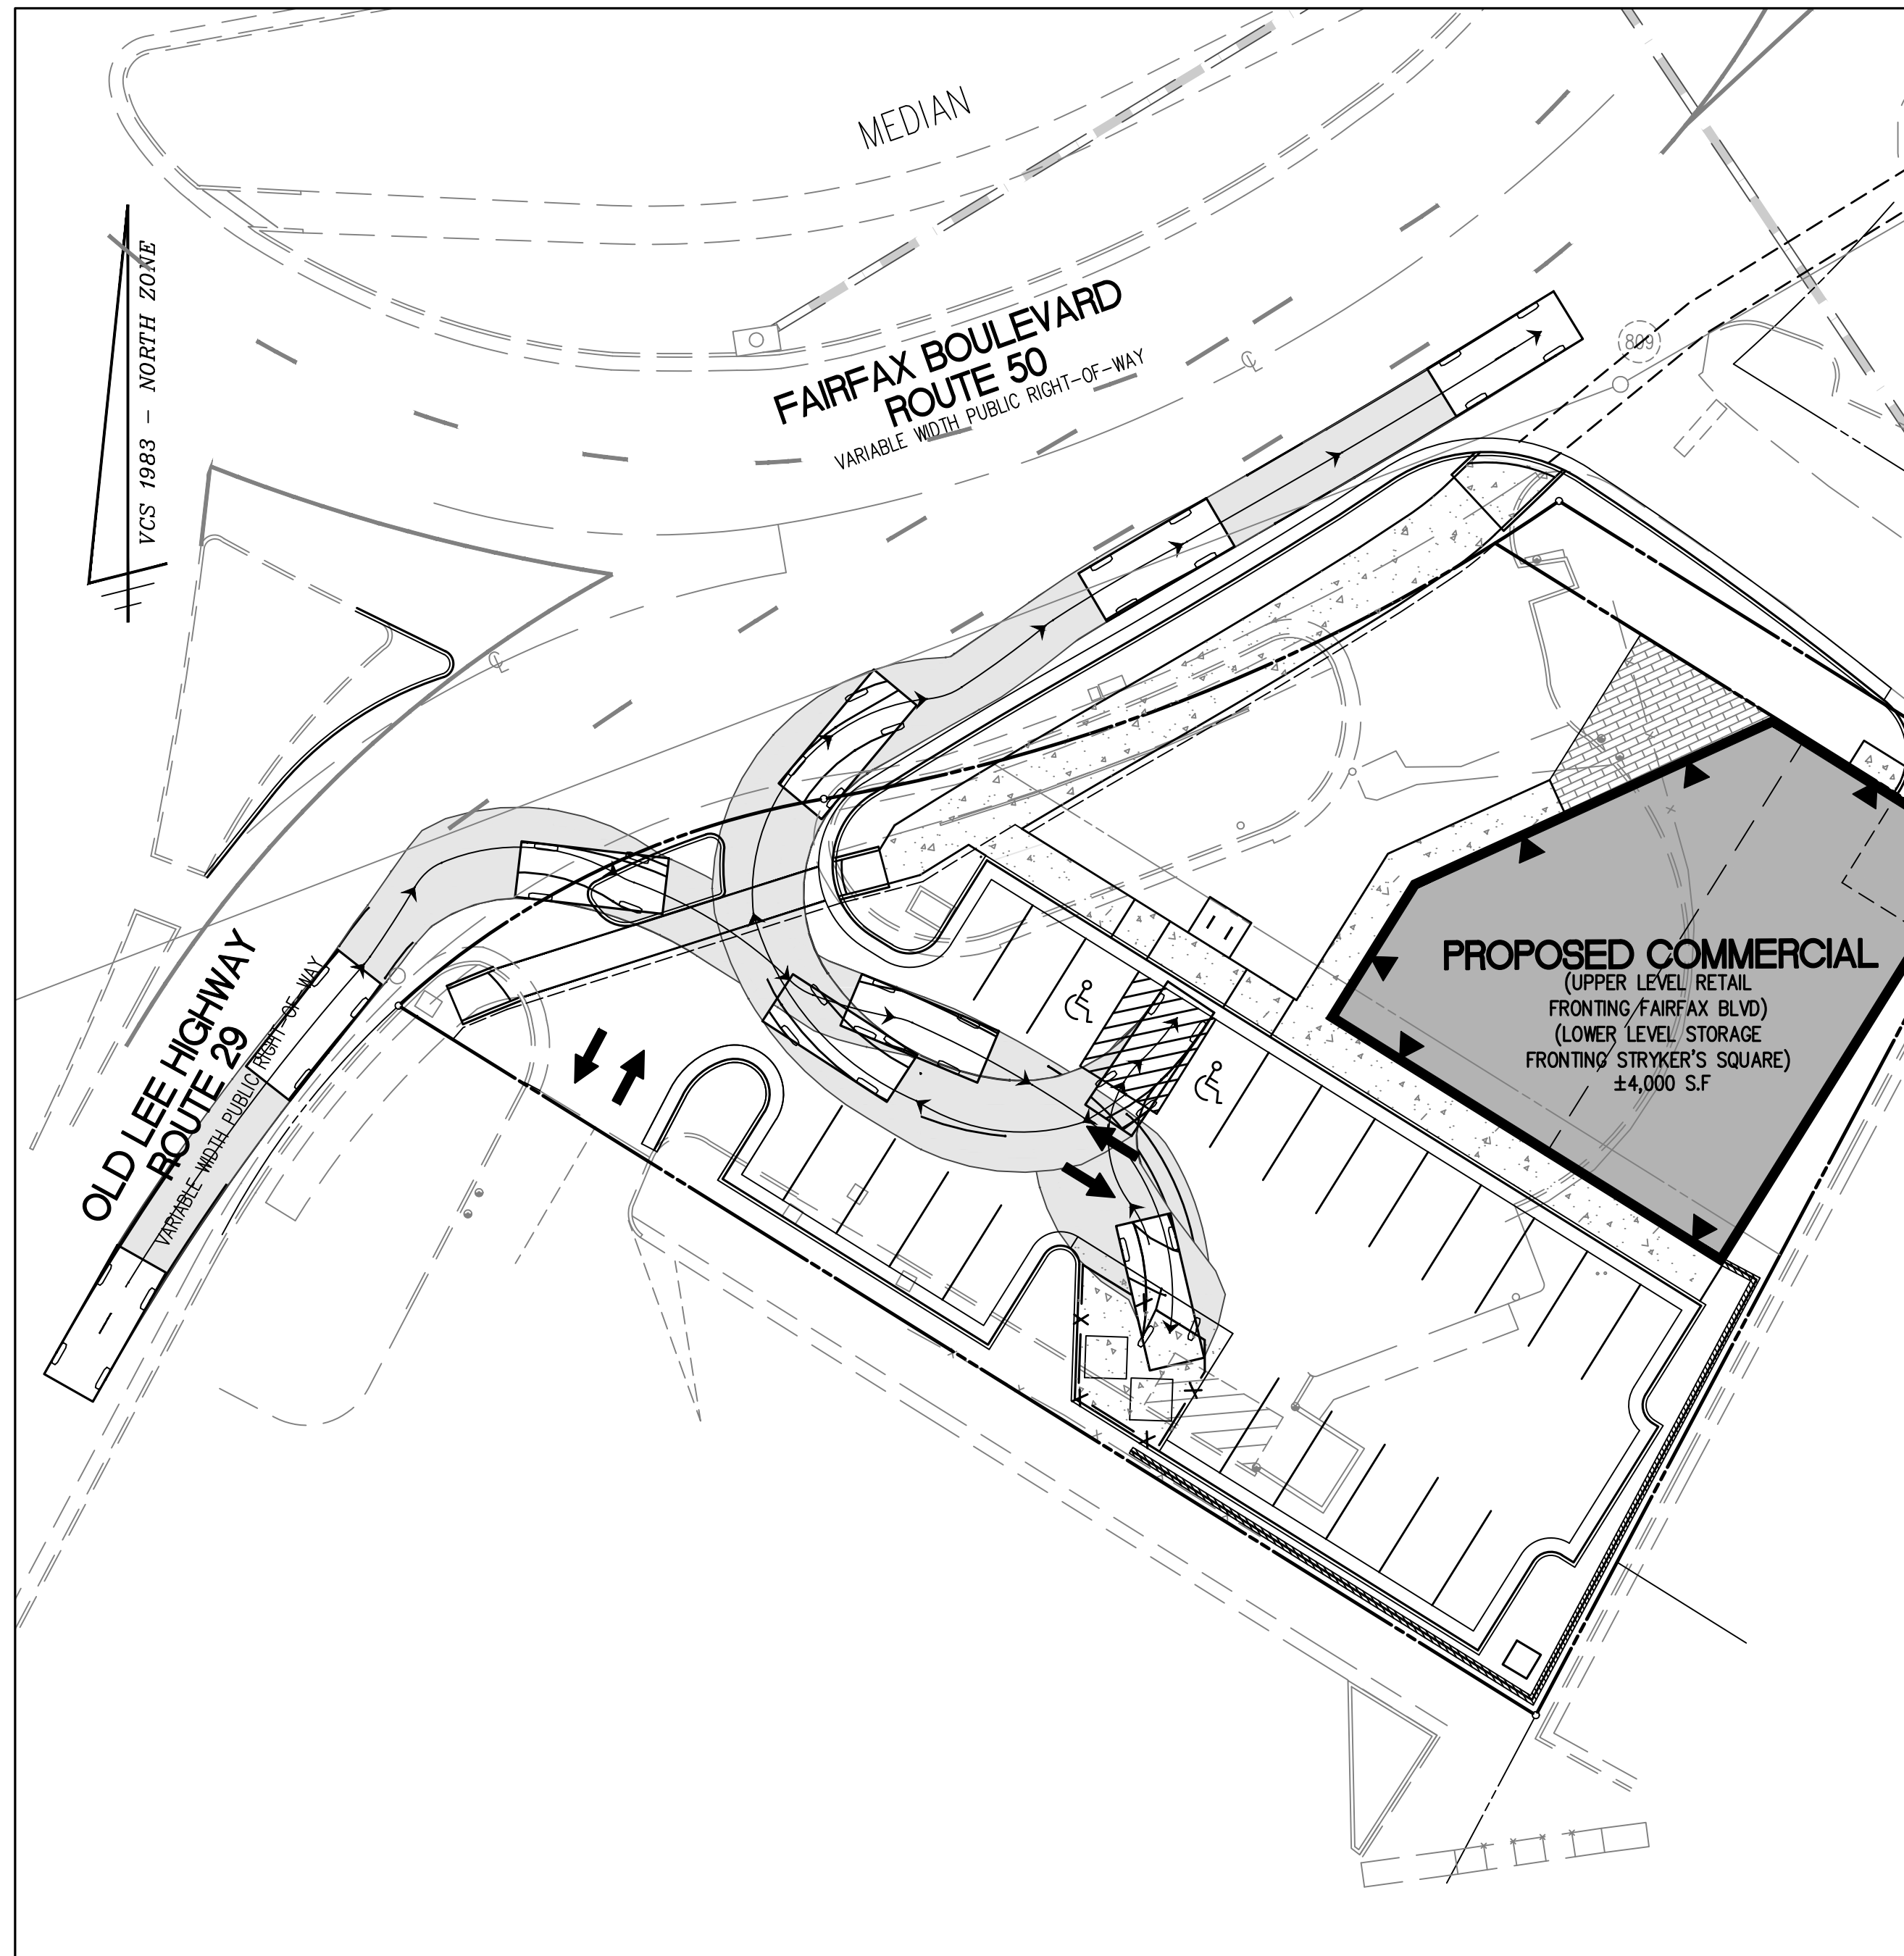 MEDIAN
VCS 1983 - NORTH ZONE
FAIRFAX BOULEVARD
ROUTE 50
VARIABLE WIDTH PUBLIC RIGHT-OF-WAY
809
OLD LEE HIGHWAY
ROUTE 29
VARIABLE WIDTH PUBLIC RIGHT-OF-WAY
PROPOSED COMMERCIAL
(UPPER LEVEL RETAIL
FRONTING FAIRFAX BLVD)
(LOWER LEVEL STORAGE
FRONTING STRYKER'S SQUARE)
±4,000 S.F